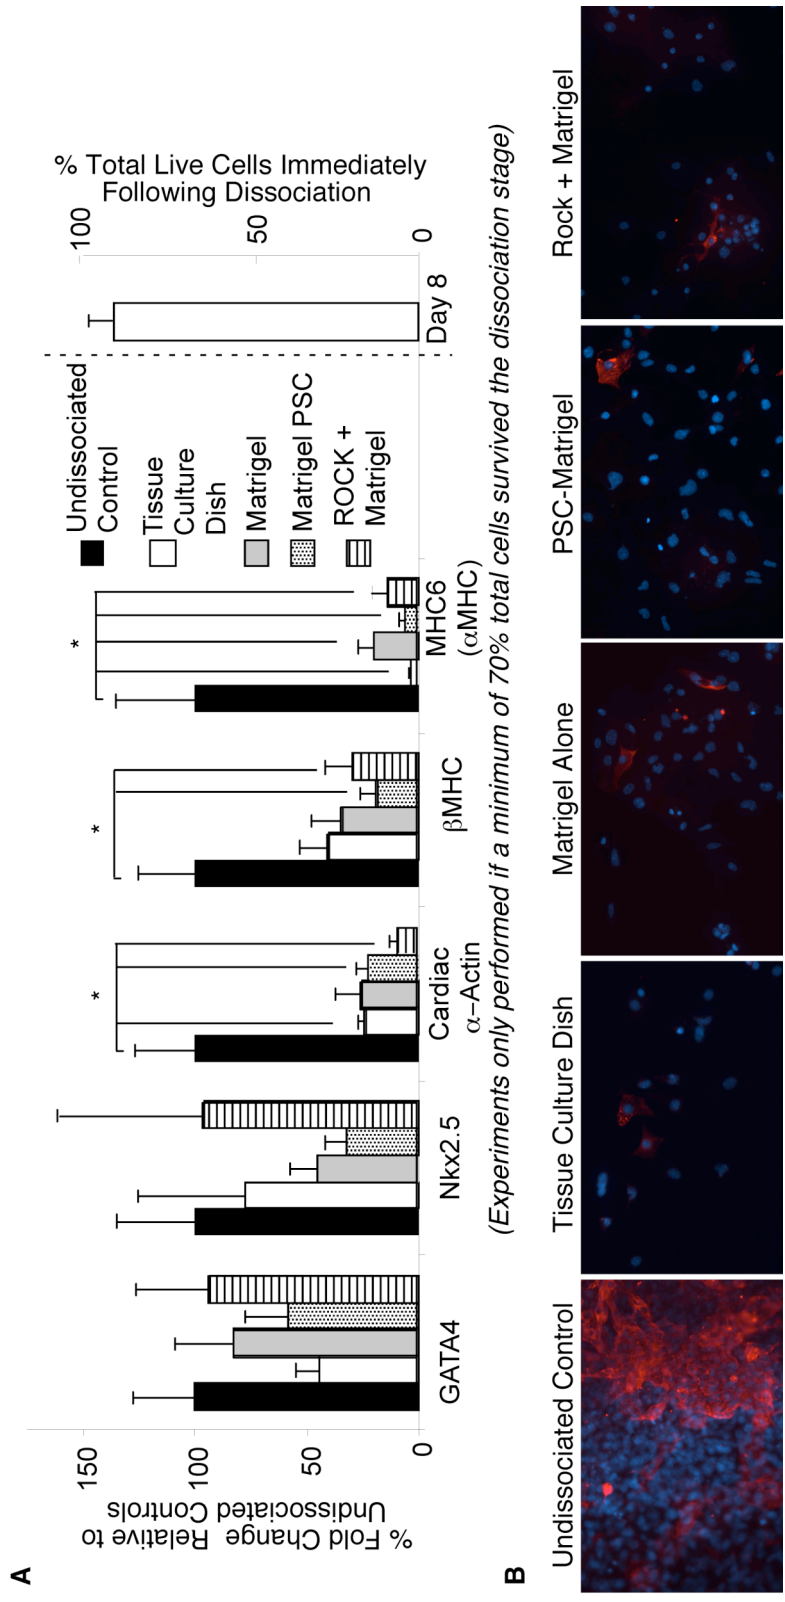 A
% Fold Change Relative to
Undissociated Controls
150
100
50
0
GATA4
Nkx2.5
Cardiac
α–Actin
βMHC
MHC6
(αMHC)
*
*
*
Undissociated
Control
Tissue
Culture
Dish
Matrigel
Matrigel PSC
ROCK +
Matrigel
Day 8
100
50
0
% Total Live Cells Immediately
Following Dissociation
(Experiments only performed if a minimum of 70% total cells survived the dissociation stage)
B
Undissociated Control
Tissue Culture Dish
Matrigel Alone
PSC-Matrigel
Rock + Matrigel